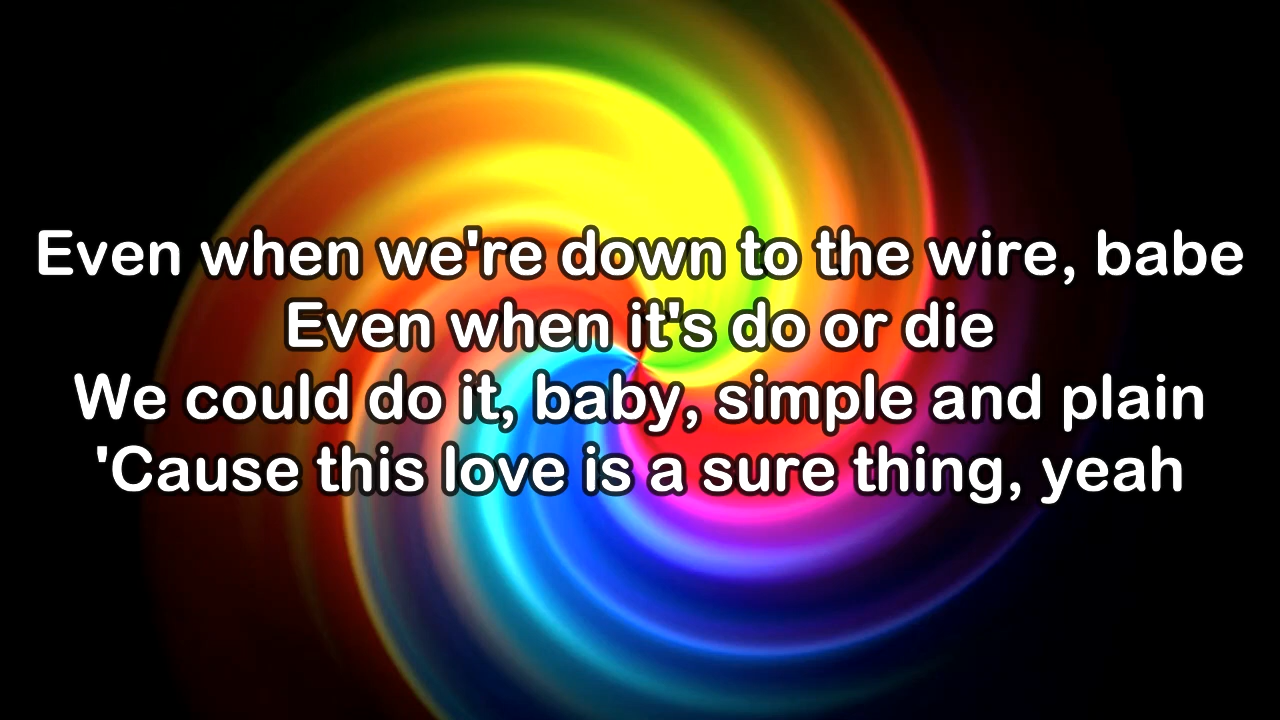 Even when we're down to the wire, babe
Even when it's do or die
We could do it, baby, simple and plain
'Cause this love is a sure thing, yeah